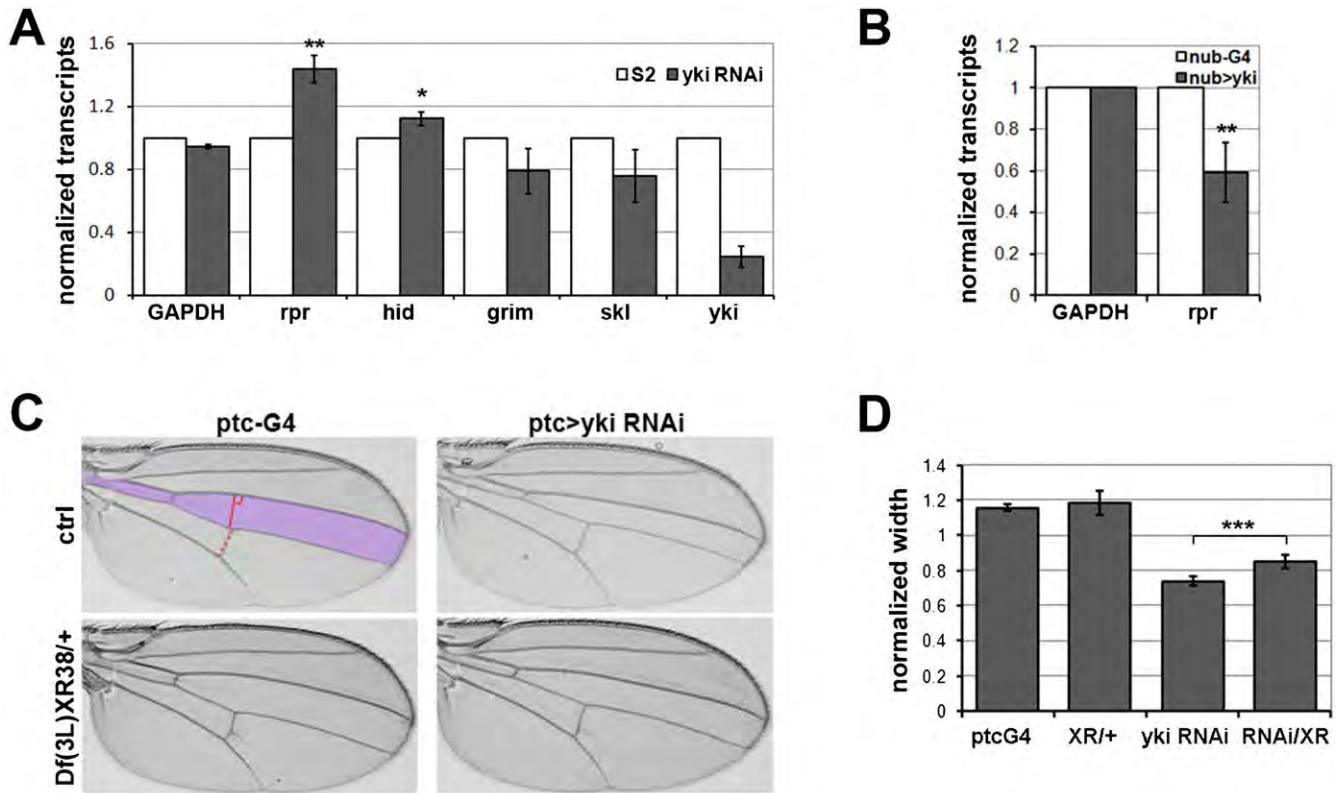 A
normalized transcripts
1.6
1.2
0.8
0.4
0
** 
*
S2 yki RNAi
GAPDH rpr hid grim skl yki
B
normalized transcripts
1.4
1.2
1
0.8
0.6
0.4
0.2
0
nub-G4
nub>yki
**
GAPDH rpr
C
ptc-G4 ptc>yki RNAi
ctrl
Df(3L)XR38/+
D
normalized width
1.4
1.2
1
0.8
0.6
0.4
0.2
0
***
ptcG4 XR/+ yki RNAi RNAi/XR